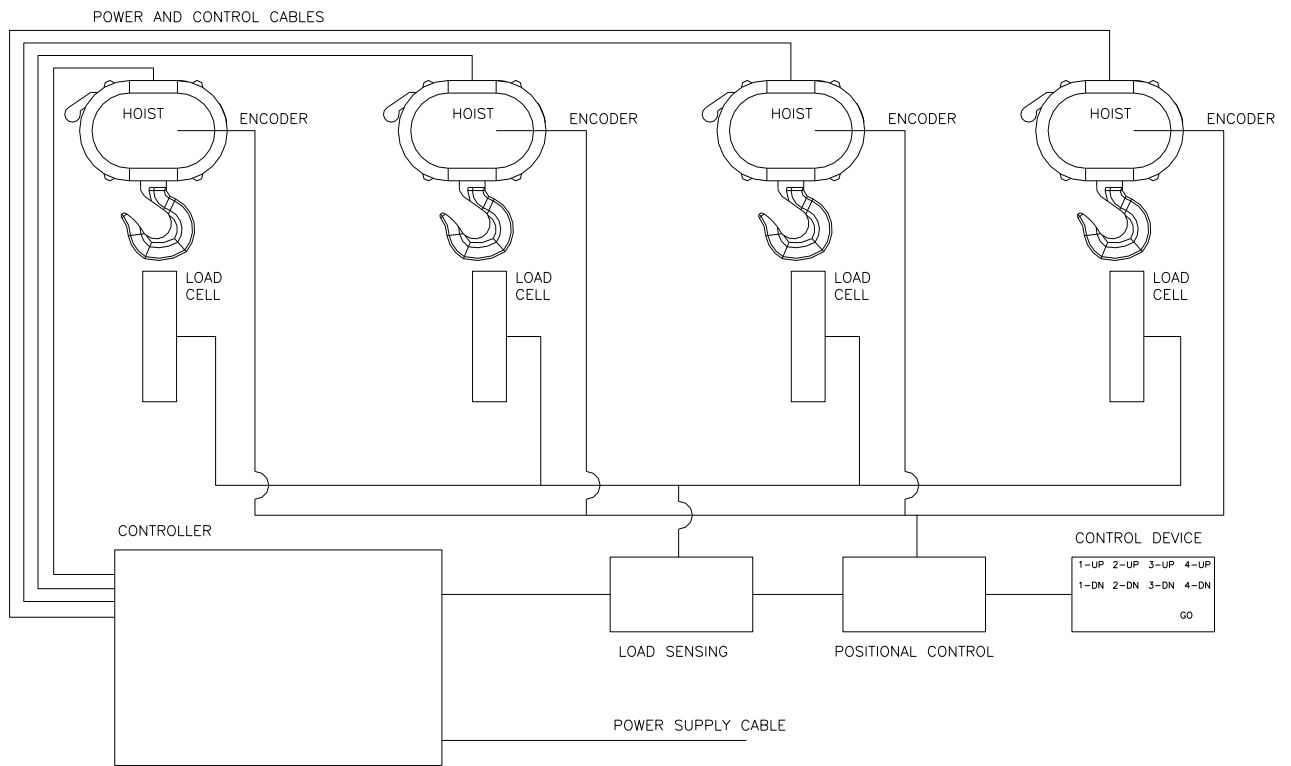 POWER AND CONTROL CABLES
HOIST
ENCODER
HOIST
ENCODER
HOIST
ENCODER
HOIST
ENCODER
LOAD
CELL
LOAD
CELL
LOAD
CELL
LOAD
CELL
CONTROLLER
CONTROL DEVICE
1-UP 2-UP 3-UP 4-UP
1-DN 2-DN 3-DN 4-DN
GO
LOAD SENSING
POSITIONAL CONTROL
POWER SUPPLY CABLE